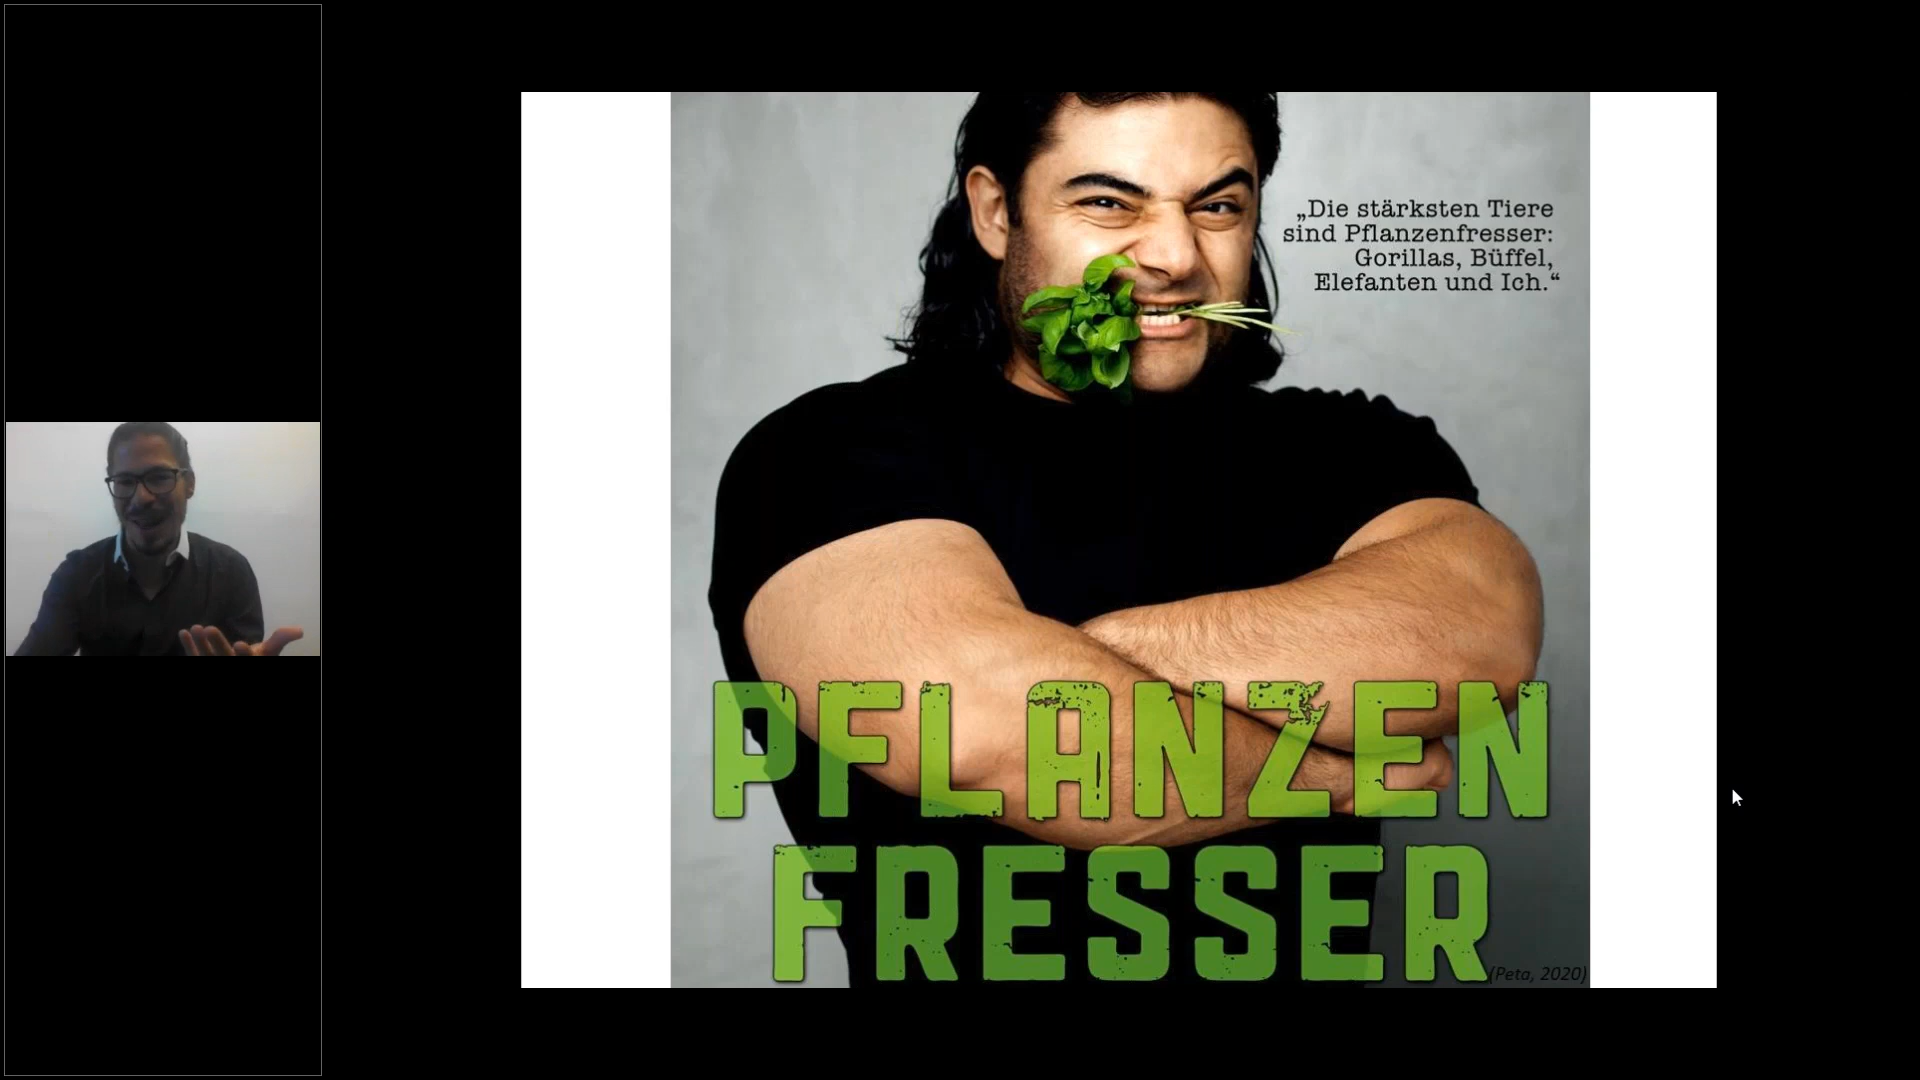 „Die stärksten Tiere
sind Pflanzenfresser:
Gorillas, Büffel,
Elefanten und Ich.“
PFLANZEN
FRESSER
(Peta, 2020)